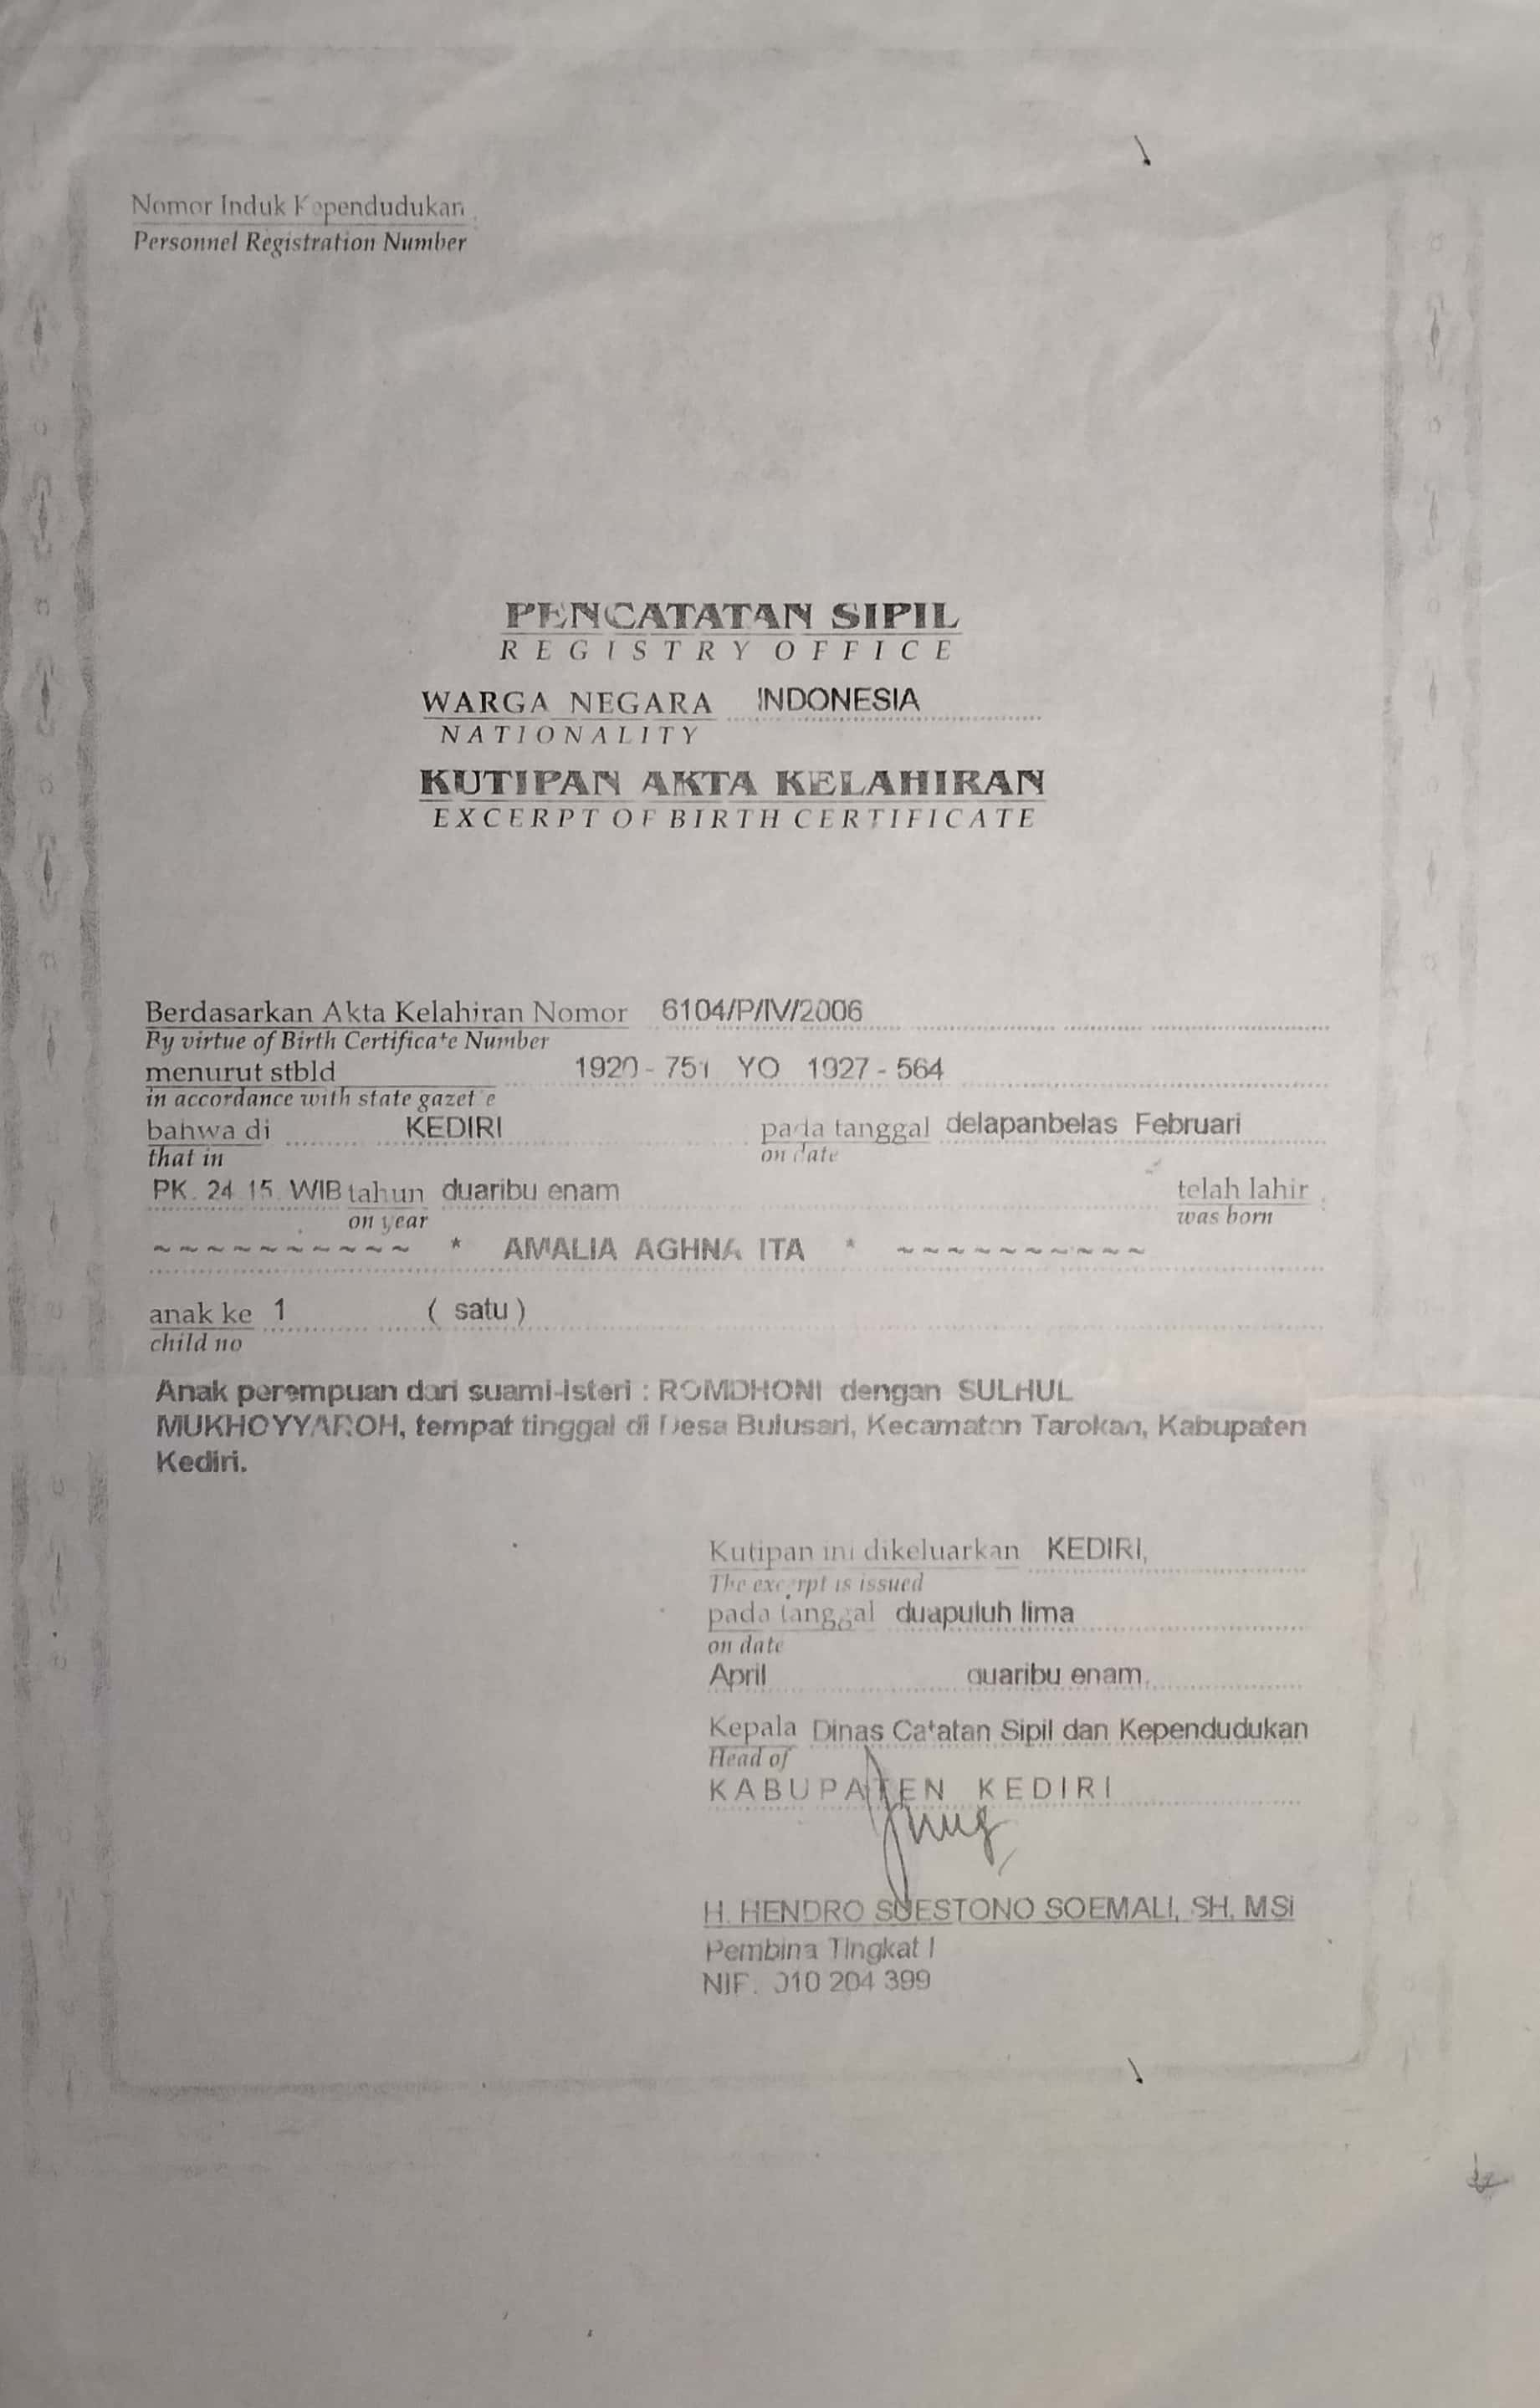 Nomor Induk Kependudukan
Personnel Registration Number
PENCATATAN SIPIL
REGISTRY OFFICE
WARGA NEGARA INDONESIA
NATIONALITY
KUTIPAN AKTA KELAHIRAN
EXCERPT OF BIRTH CERTIFICATE
Berdasarkan Akta Kelahiran Nomor 6104/P/IV/2006
By virtue of Birth Certificate Number
menurut stbld 1920 - 751 YO 1927 - 564
in accordance with state gazette
bahwa di KEDIRI pada tanggal delapanbelas Februari
that in on date
PK. 24 15. WIB tahun duaribu enam telah lahir
on year was born
~~~~~~~~~~ * AMALIA AGHNA ITA * ~~~~~~~~~~
anak ke 1 ( satu )
child no
Anak perempuan dari suami-isteri : ROMDHONI dengan SULHUL
MUKHOYYAROH, tempat tinggal di Desa Bulusari, Kecamatan Tarokan, Kabupaten
Kediri.
Kutipan ini dikeluarkan KEDIRI,
The excerpt is issued
pada tanggal duapuluh lima
on date
April duaribu enam,
Kepala Dinas Catatan Sipil dan Kependudukan
Head of
KABUPATEN KEDIRI
H. HENDRO SUESTONO SOEMALI, SH, MSi
Pembina Tingkat I
NIP. 010 204 399